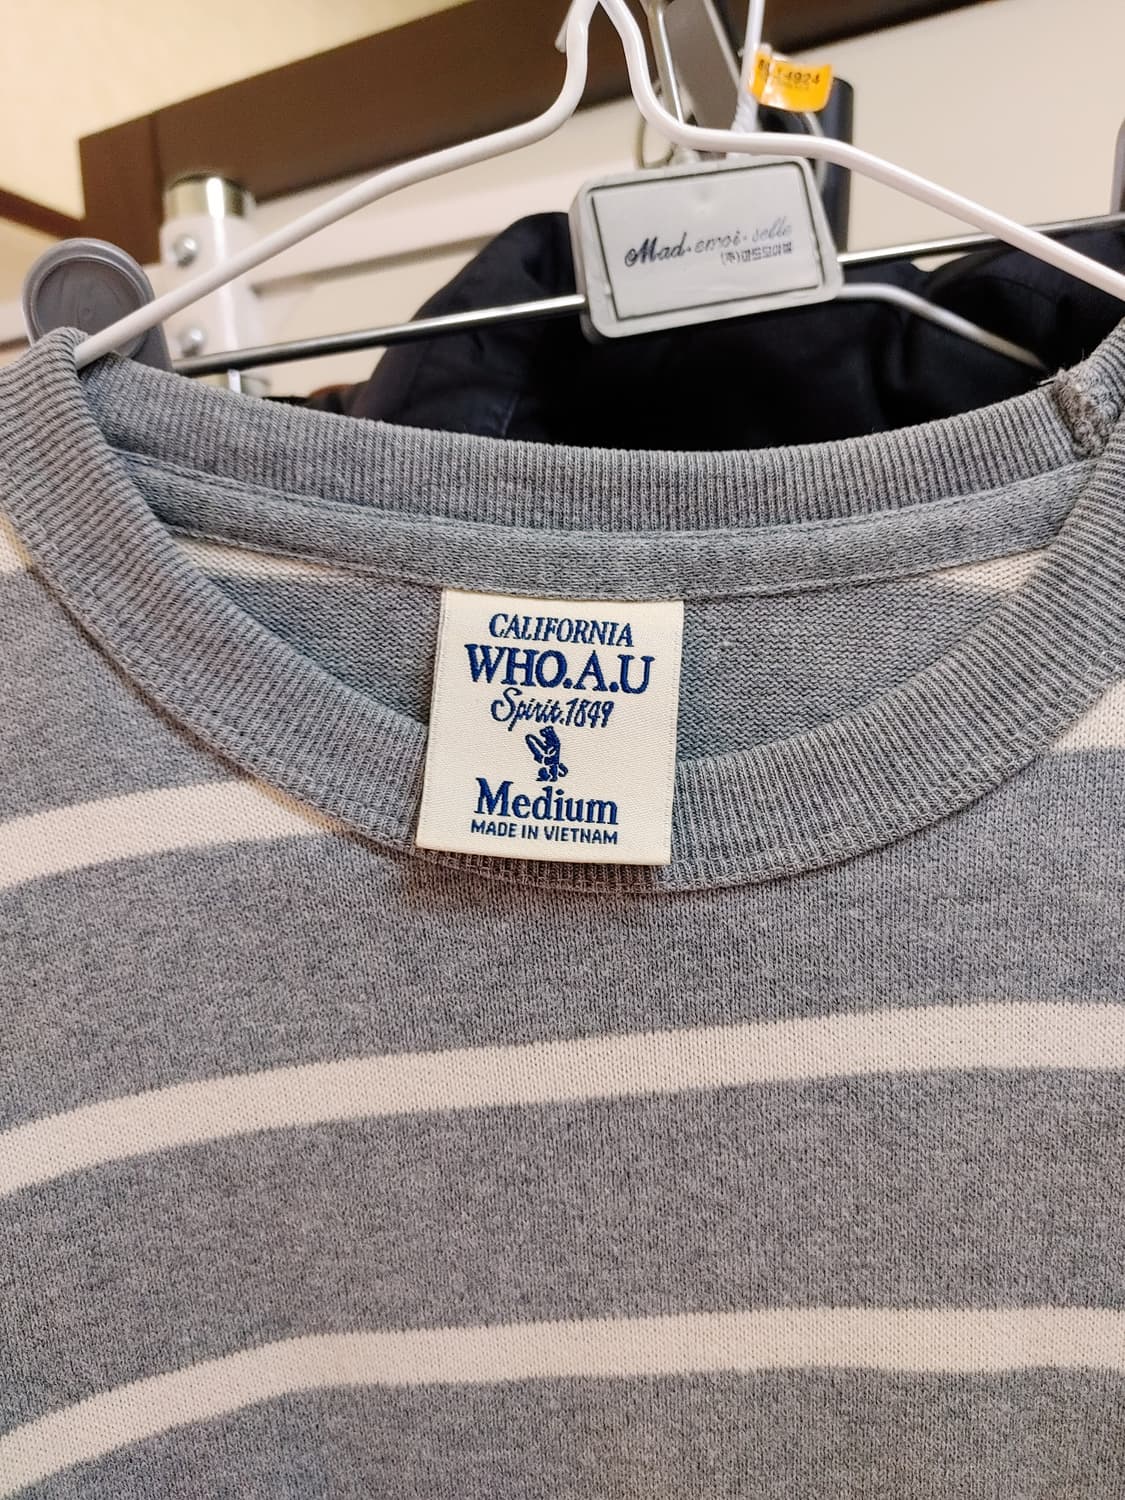 Mad·emoi·selle
CALIFORNIA
WHO.A.U
Spirit.1849
Medium
MADE IN VIETNAM